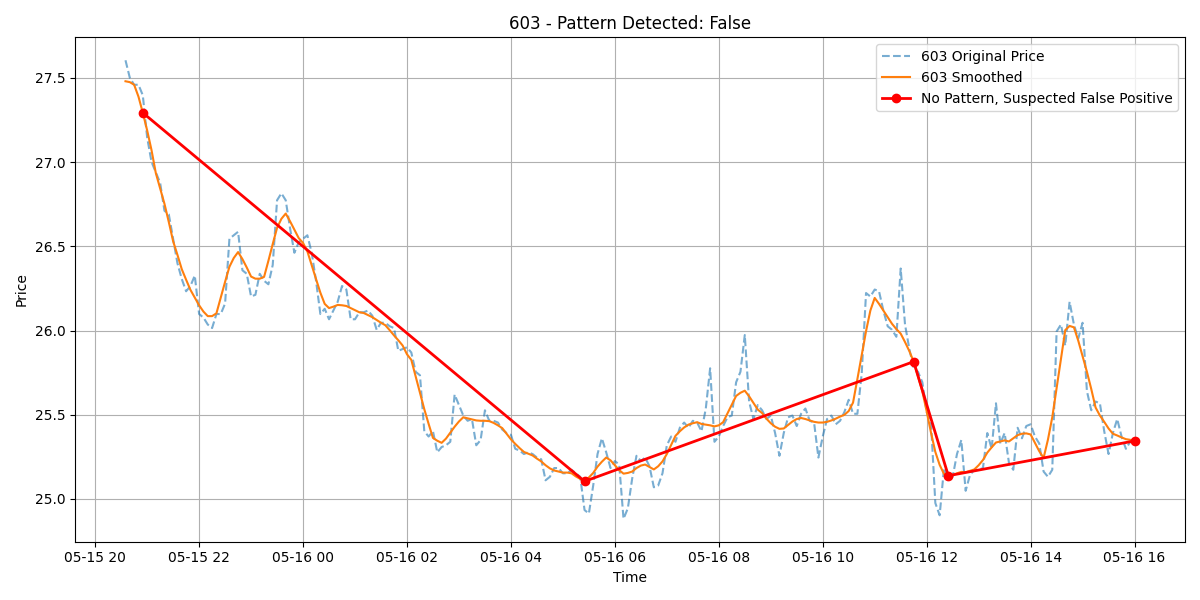 603 - Pattern Detected: False
603 Original Price
603 Smoothed
No Pattern, Suspected False Positive
Price
27.5
27.0
26.5
26.0
25.5
25.0
05-15 20 05-15 22 05-16 00 05-16 02 05-16 04 05-16 06 05-16 08 05-16 10 05-16 12 05-16 14 05-16 16
Time